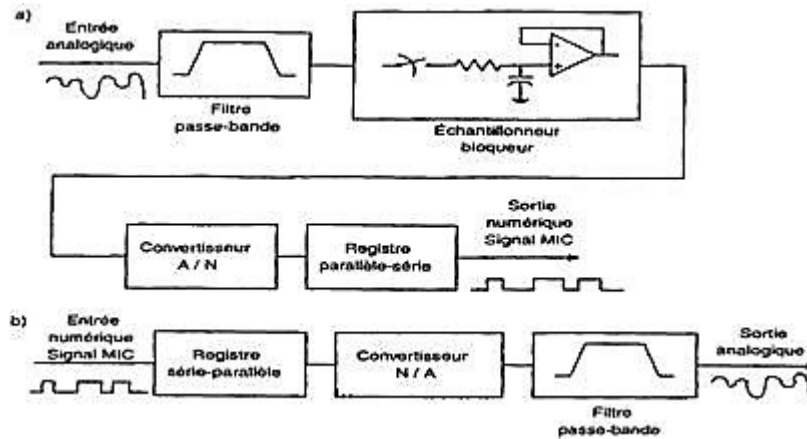 a)
Entrée
analogique
Filtre
passe-bande
Échantillonneur
bloqueur
Convertisseur
A / N
Registre
parallèle-série
Sortie
numérique
Signal MIC
b)
Entrée
numérique
Signal MIC
Registre
série-parallèle
Convertisseur
N / A
Filtre
passe-bande
Sortie
analogique